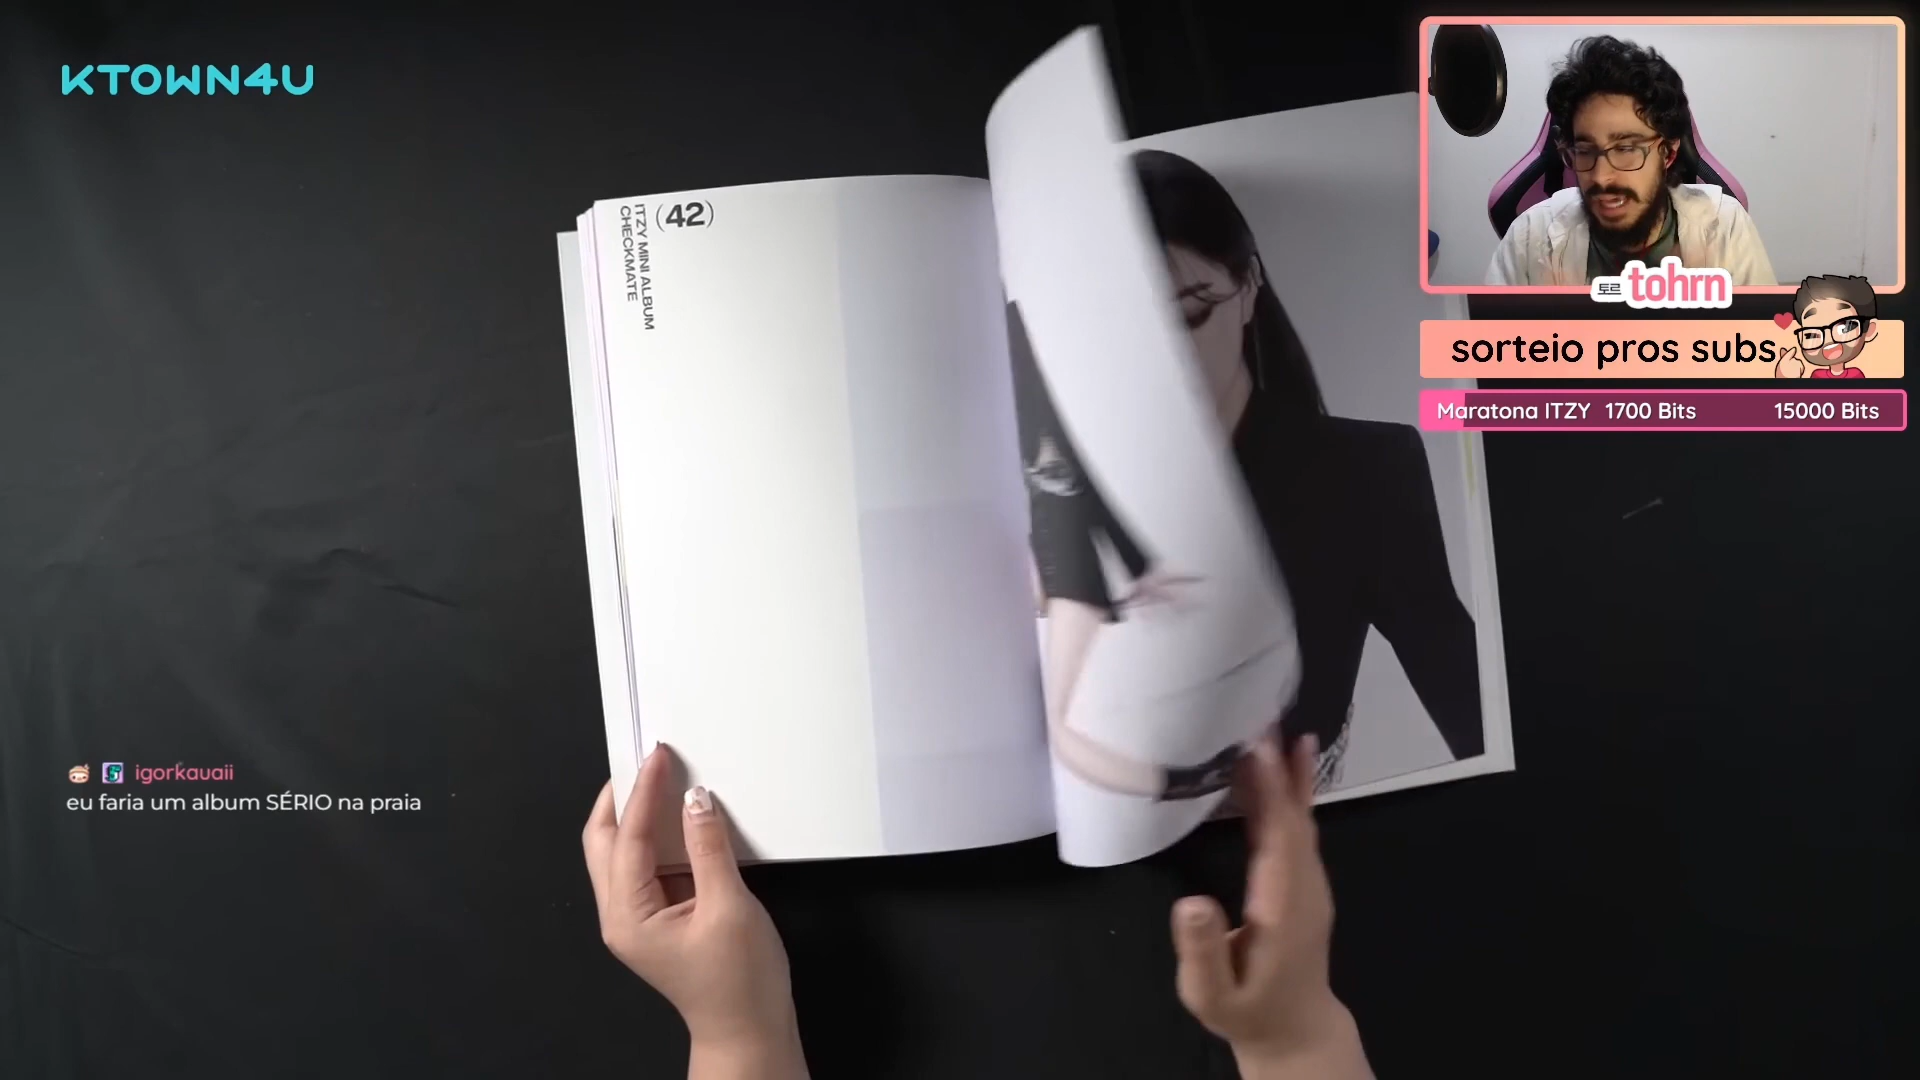 KTOWN4U
(42)
ITZY MINI ALBUM
CHECKMATE
토르 tohrn
sorteio pros subs
Maratona ITZY 1700 Bits 15000 Bits
igorkauaii
eu faria um album SÉRIO na praia